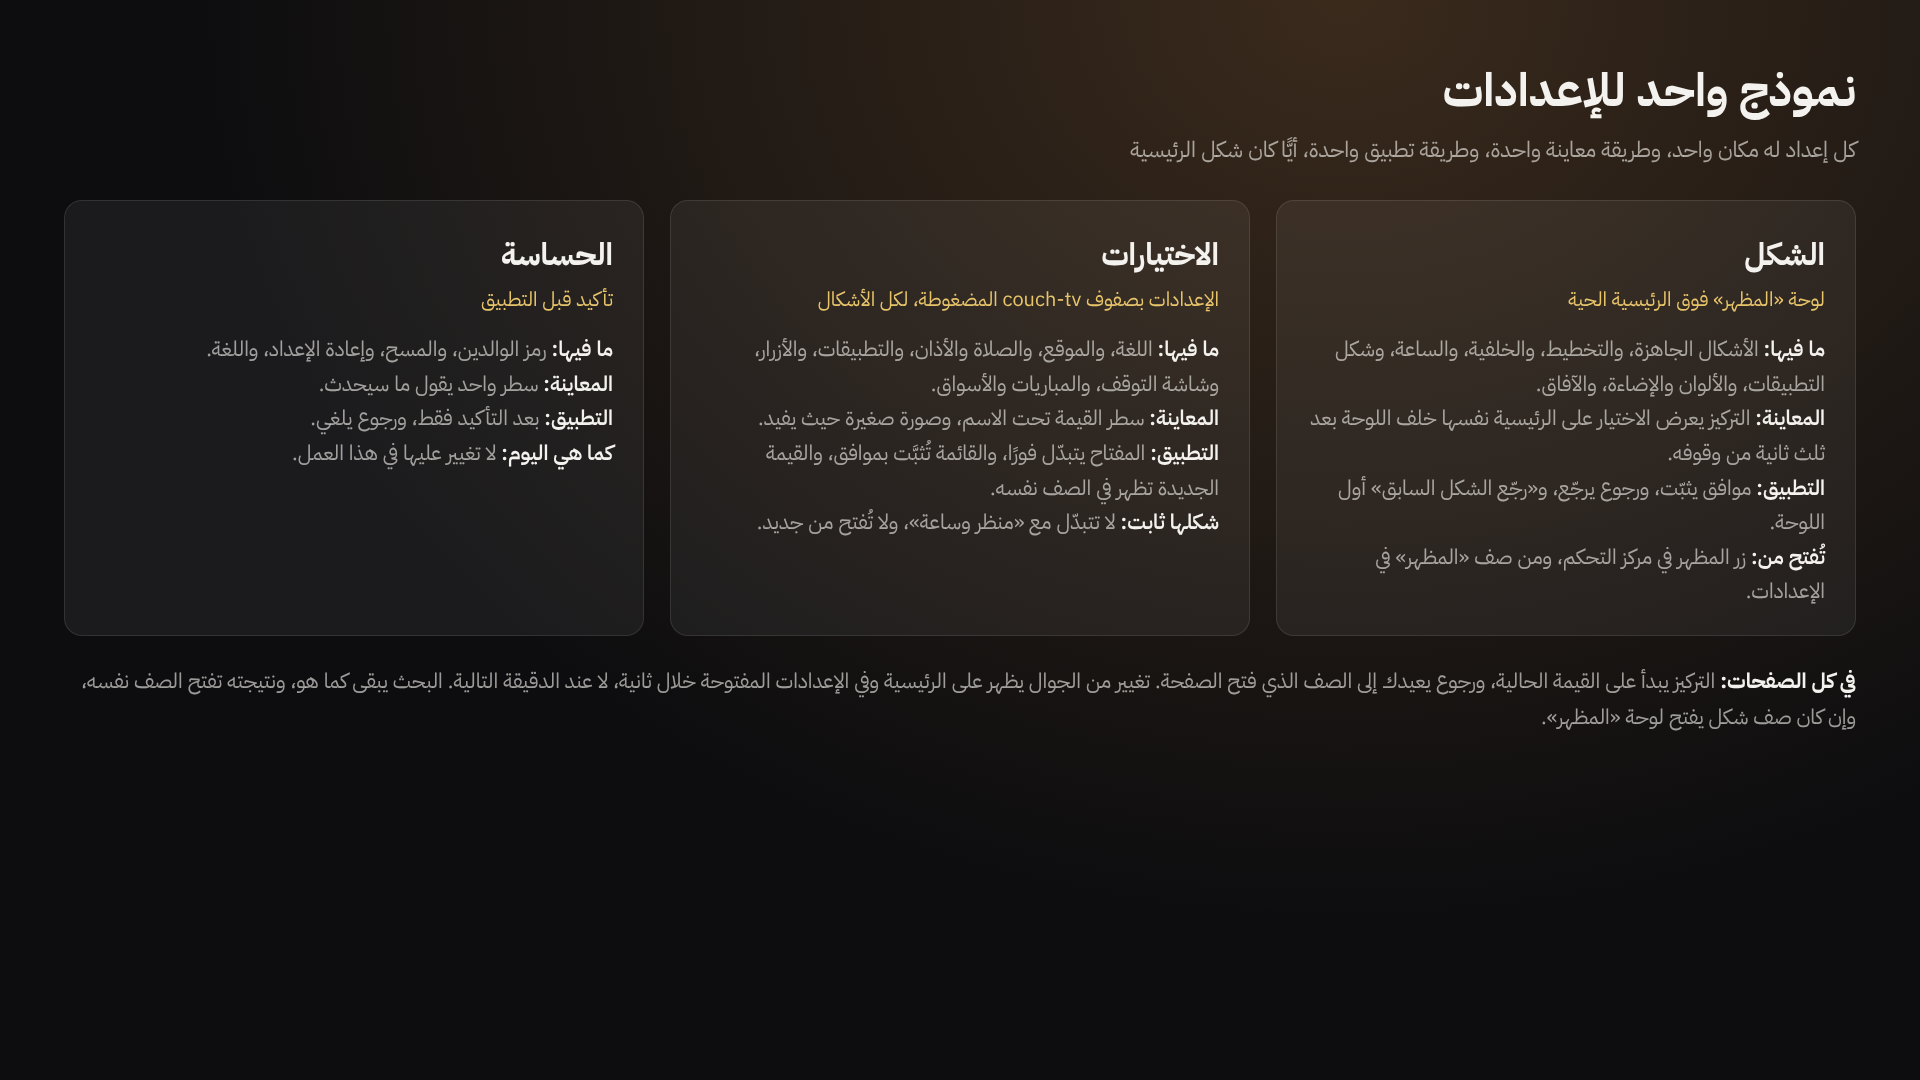 نموذج واحد للإعدادات
كل إعداد له مكان واحد، وطريقة معاينة واحدة، وطريقة تطبيق واحدة، أيًّا كان شكل الرئيسية
الشكل
لوحة «المظهر» فوق الرئيسية الحية
ما فيها: الأشكال الجاهزة، والتخطيط، والخلفية، والساعة، وشكل
التطبيقات، والألوان والإضاءة، والآفاق.
المعاينة: التركيز يعرض الاختيار على الرئيسية نفسها خلف اللوحة بعد
ثلث ثانية من وقوفه.
التطبيق: موافق يثبّت، ورجوع يرجّع، و«رجّع الشكل السابق» أول
اللوحة.
تُفتح من: زر المظهر في مركز التحكم، ومن صف «المظهر» في
الإعدادات.
الاختيارات
الإعدادات بصفوف couch-tv المضغوطة، لكل الأشكال
ما فيها: اللغة، والموقع، والصلاة والأذان، والتطبيقات، والأزرار،
وشاشة التوقف، والمباريات والأسواق.
المعاينة: سطر القيمة تحت الاسم، وصورة صغيرة حيث يفيد.
التطبيق: المفتاح يتبدّل فورًا، والقائمة تُثبَّت بموافق، والقيمة
الجديدة تظهر في الصف نفسه.
شكلها ثابت: لا تتبدّل مع «منظر وساعة»، ولا تُفتح من جديد.
الحساسة
تأكيد قبل التطبيق
ما فيها: رمز الوالدين، والمسح، وإعادة الإعداد، واللغة.
المعاينة: سطر واحد يقول ما سيحدث.
التطبيق: بعد التأكيد فقط، ورجوع يلغي.
كما هي اليوم: لا تغيير عليها في هذا العمل.
في كل الصفحات: التركيز يبدأ على القيمة الحالية، ورجوع يعيدك إلى الصف الذي فتح الصفحة. تغيير من الجوال يظهر على الرئيسية وفي الإعدادات المفتوحة خلال ثانية، لا عند الدقيقة التالية. البحث يبقى كما هو، ونتيجته تفتح الصف نفسه،
وإن كان صف شكل يفتح لوحة «المظهر».